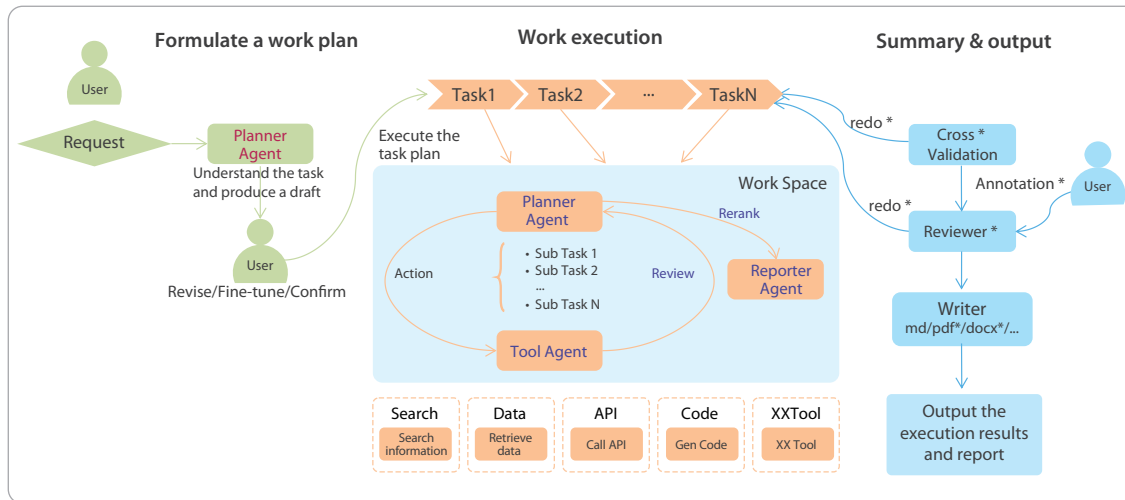 Formulate a work plan
Work execution
Summary & output
User
Request
Planner
Agent
Understand the task
and produce a draft
User
Revise/Fine-tune/Confirm
Execute the
task plan
Task1
Task2
...
TaskN
Work Space
Planner
Agent
Rerank
Action
• Sub Task 1
• Sub Task 2
...
• Sub Task N
Review
Reporter
Agent
Tool Agent
Search
Search
information
Data
Retrieve
data
API
Call API
Code
Gen Code
XXTool
XX Tool
redo *
Cross *
Validation
Annotation *
User
redo *
Reviewer *
Writer
md/pdf*/docx*/...
Output the
execution results
and report